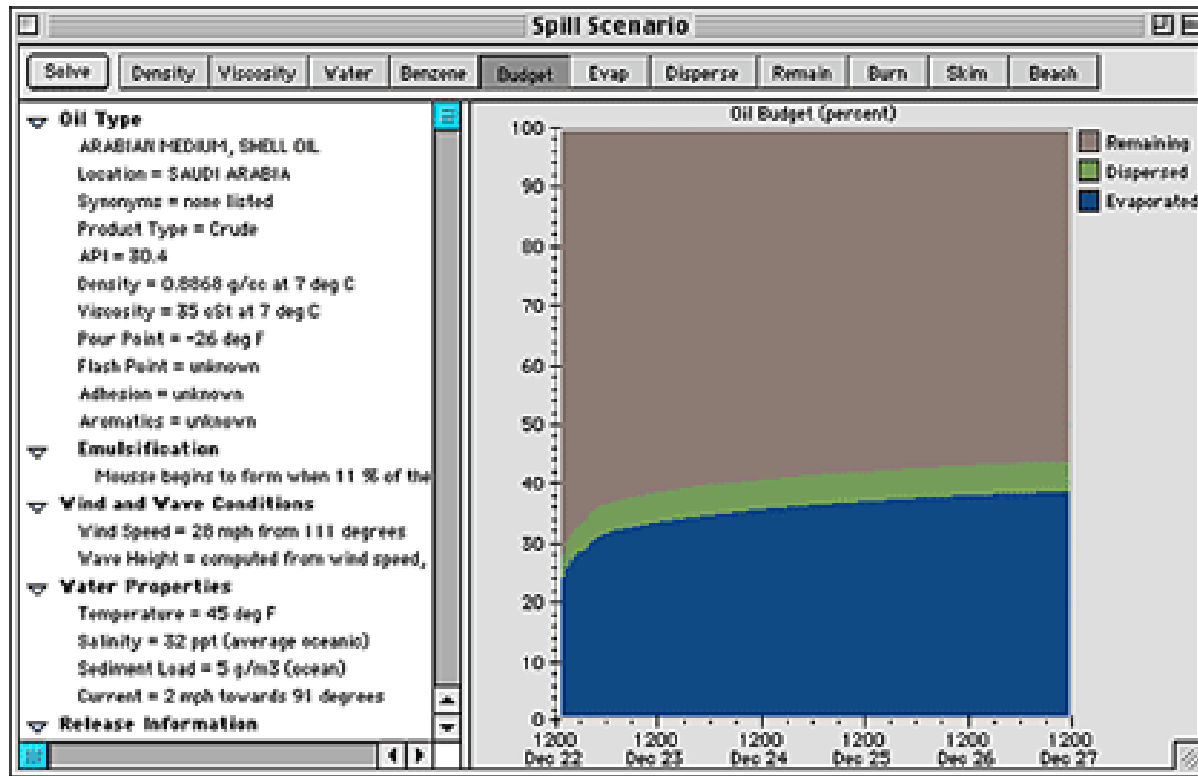 Spill Scenario
Solve Density Viscosity Water Benzene Budget Evap Disperse Remain Burn Skim Beach
Oil Type
ARABIAN MEDIUM, SHELL OIL
Location = SAUDI ARABIA
Synonyms = none listed
Product Type = Crude
API = 30.4
Density = 0.8868 g/cc at 7 deg C
Viscosity = 35 cSt at 7 deg C
Pour Point = -26 deg F
Flash Point = unknown
Adhesion = unknown
Aromatics = unknown
Emulsification
Mousse begins to form when 11 % of the
Wind and Wave Conditions
Wind Speed = 28 mph from 111 degrees
Wave Height = computed from wind speed,
Water Properties
Temperature = 45 deg F
Salinity = 32 ppt (average oceanic)
Sediment Load = 5 g/m3 (ocean)
Current = 2 mph towards 91 degrees
Release Information
Oil Budget (percent)
100
90
80
70
60
50
40
30
20
10
0
1200 1200 1200 1200 1200 1200
Dec 22 Dec 23 Dec 24 Dec 25 Dec 26 Dec 27
Remaining
Dispersed
Evaporated